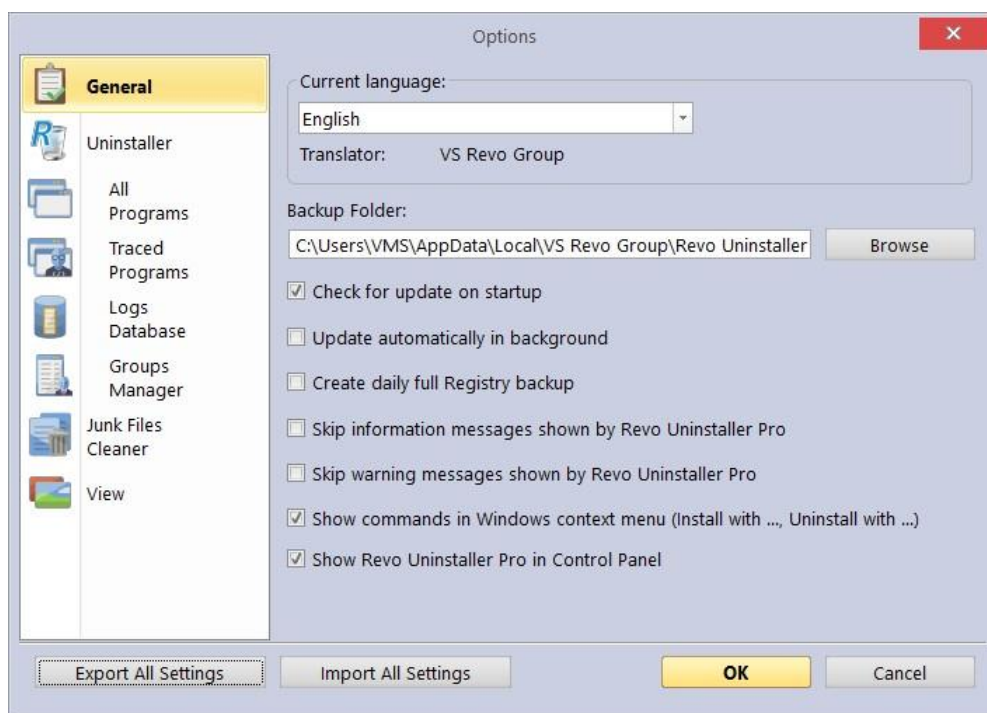 Options
General
Uninstaller
All
Programs
Traced
Programs
Logs
Database
Groups
Manager
Junk Files
Cleaner
View
Current language:
English
Translator: VS Revo Group
Backup Folder:
C:\Users\VMS\AppData\Local\VS Revo Group\Revo Uninstaller
Browse
Check for update on startup
Update automatically in background
Create daily full Registry backup
Skip information messages shown by Revo Uninstaller Pro
Skip warning messages shown by Revo Uninstaller Pro
Show commands in Windows context menu (Install with ..., Uninstall with ...)
Show Revo Uninstaller Pro in Control Panel
Export All Settings
Import All Settings
OK
Cancel